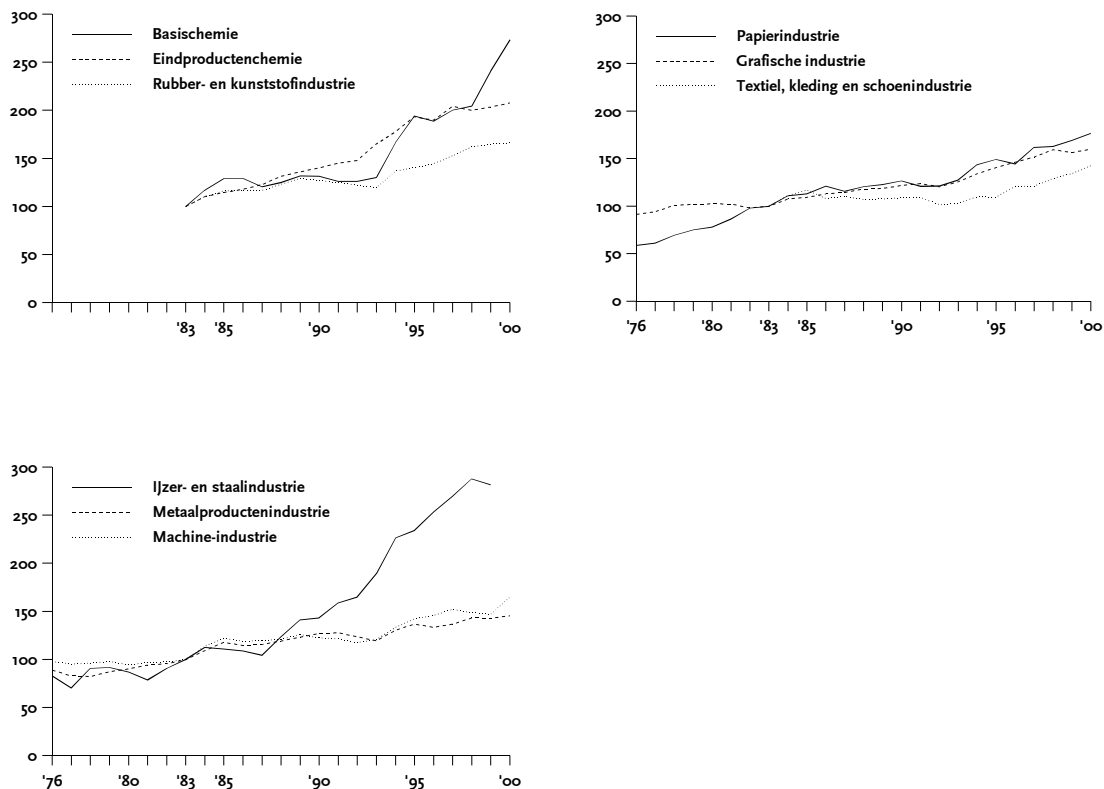 300
250
200
150
100
50
0
Basischemie
Eindproductenchemie
Rubber- en kunststofindustrie
'83 '85 '90 '95 '00
300
250
200
150
100
50
0
Papierindustrie
Grafische industrie
Textiel, kleding en schoenindustrie
'76 '80 '83 '85 '90 '95 '00
300
250
200
150
100
50
0
IJzer- en staalindustrie
Metaalproductenindustrie
Machine-industrie
'76 '80 '83 '85 '90 '95 '00